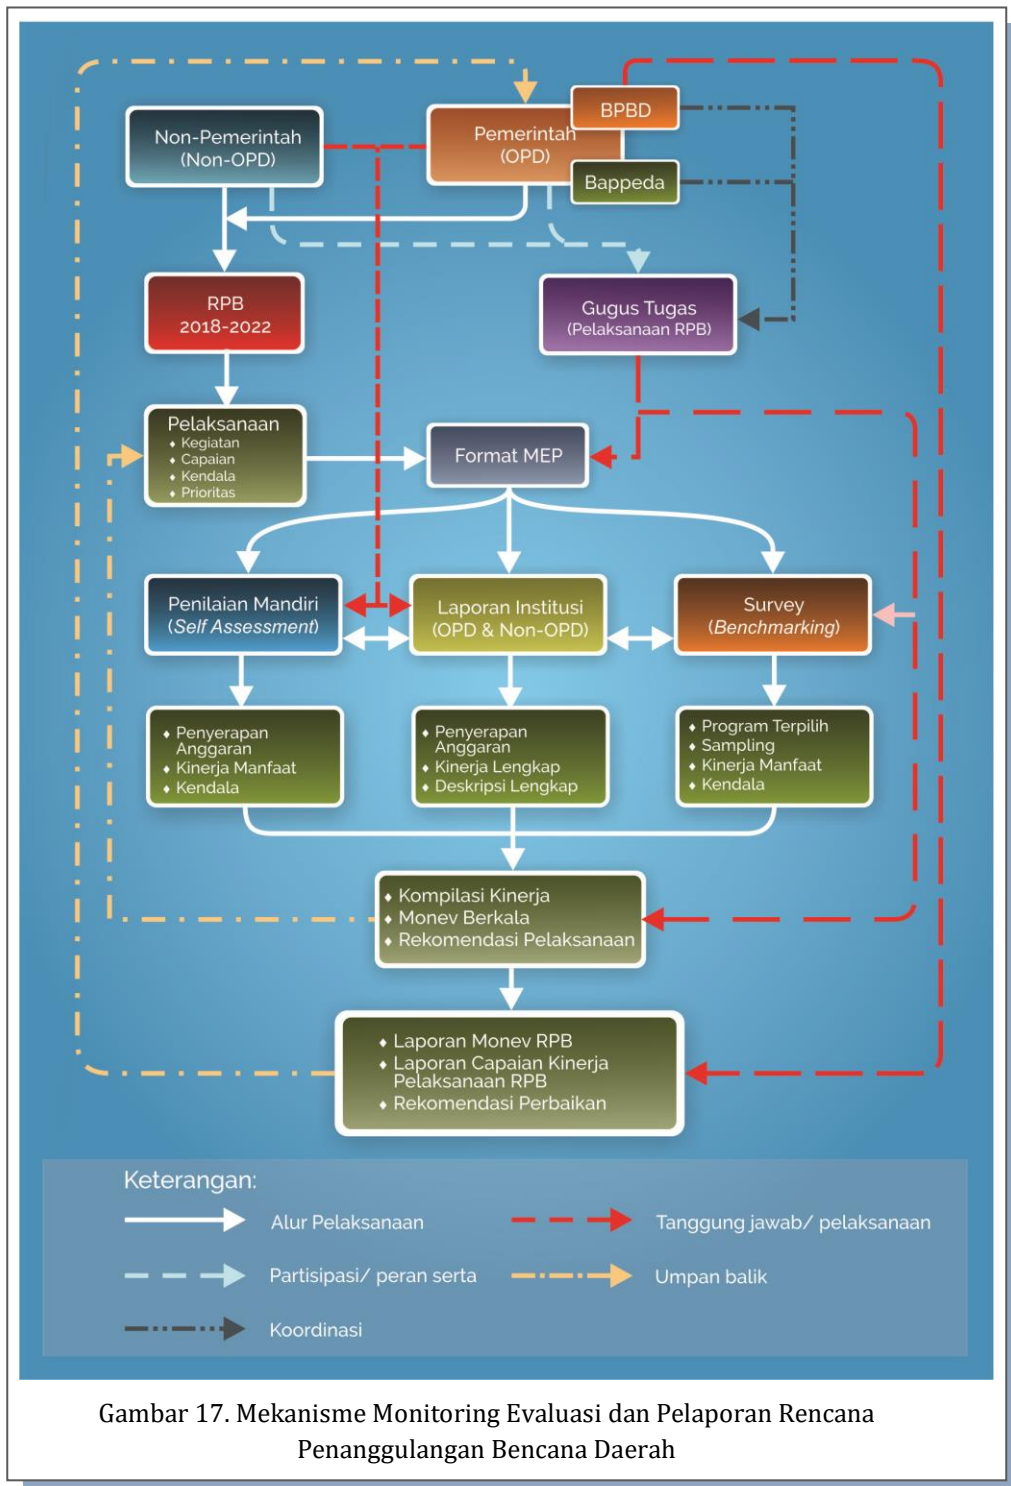 Non-Pemerintah
(Non-OPD)
Pemerintah
(OPD)
BPBD
Bappeda
RPB
2018-2022
Gugus Tugas
(Pelaksanaan RPB)
Pelaksanaan
♦ Kegiatan
♦ Capaian
♦ Kendala
♦ Prioritas
Format MEP
Penilaian Mandiri
(Self Assessment)
Laporan Institusi
(OPD & Non-OPD)
Survey
(Benchmarking)
♦ Penyerapan
Anggaran
♦ Kinerja Manfaat
♦ Kendala
♦ Penyerapan
Anggaran
♦ Kinerja Lengkap
♦ Deskripsi Lengkap
♦ Program Terpilih
♦ Sampling
♦ Kinerja Manfaat
♦ Kendala
♦ Kompilasi Kinerja
♦ Monev Berkala
♦ Rekomendasi Pelaksanaan
♦ Laporan Monev RPB
♦ Laporan Capaian Kinerja
Pelaksanaan RPB
♦ Rekomendasi Perbaikan
Keterangan:
Alur Pelaksanaan
Tanggung jawab/ pelaksanaan
Partisipasi/ peran serta
Umpan balik
Koordinasi
Gambar 17. Mekanisme Monitoring Evaluasi dan Pelaporan Rencana
Penanggulangan Bencana Daerah